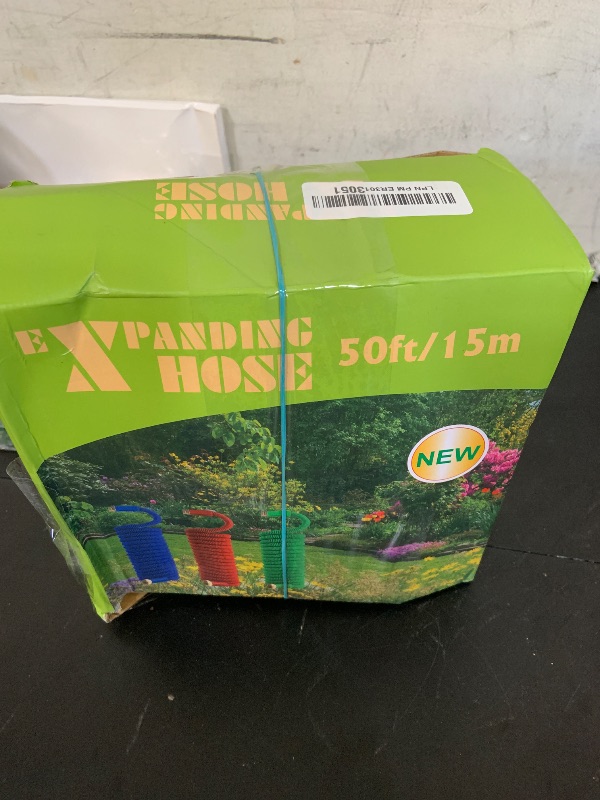 LPN PM ER3013051
PANDING
HOSE
EXPANDING
HOSE
50ft/15m
NEW